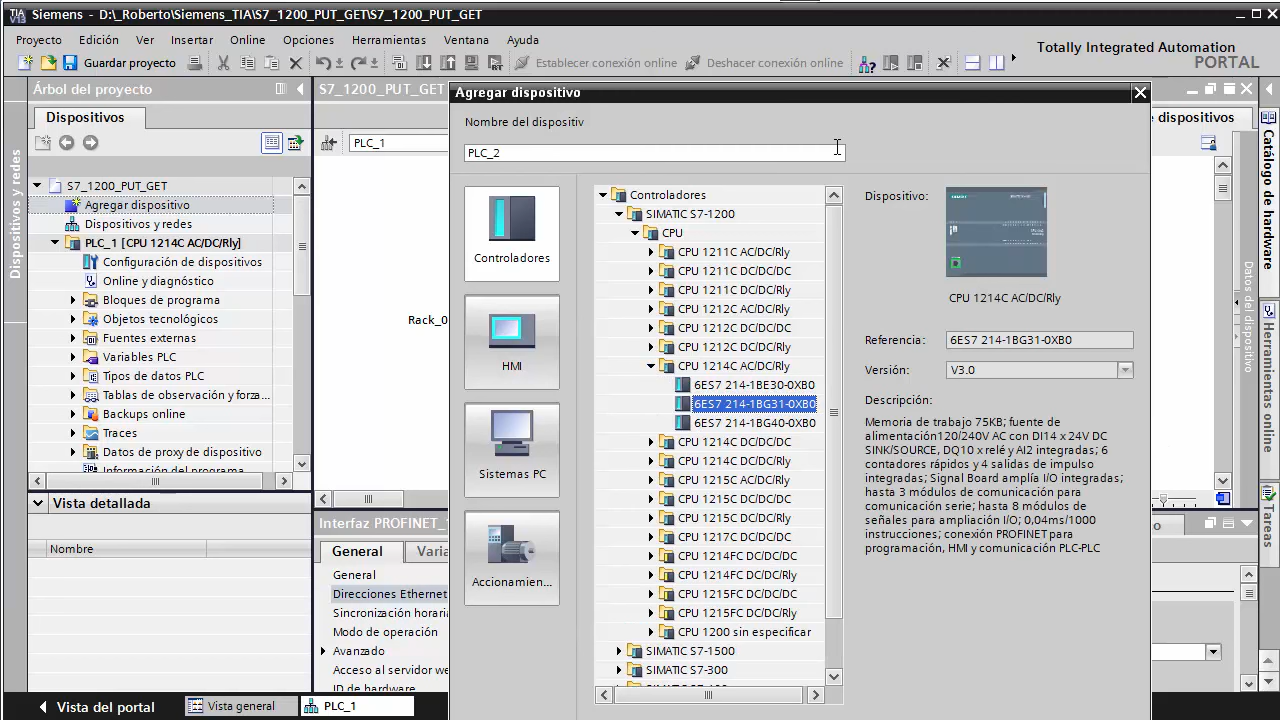 Siemens - D:\_Roberto\Siemens_TIA\S7_1200_PUT_GET\S7_1200_PUT_GET
Proyecto Edición Ver Insertar Online Opciones Herramientas Ventana Ayuda
Totally Integrated Automation
PORTAL
Guardar proyecto
Establecer conexión online
Deshacer conexión online
Árbol del proyecto
Dispositivos
Dispositivos y redes
S7_1200_PUT_GET
Agregar dispositivo
Dispositivos y redes
PLC_1 [CPU 1214C AC/DC/Rly]
Configuración de dispositivos
Online y diagnóstico
Bloques de programa
Objetos tecnológicos
Fuentes externas
Variables PLC
Tipos de datos PLC
Tablas de observación y forza...
Backups online
Traces
Datos de proxy de dispositivo
Información del programa
Vista detallada
Nombre
S7_1200_PUT_GET
PLC_1
Rack_0
Interfaz PROFINET_1
General
Varia
General
Direcciones Ethernet
Sincronización horaria
Modo de operación
Avanzado
Acceso al servidor we
ID de hardware
Agregar dispositivo
Nombre del dispositiv
PLC_2
Controladores
HMI
Sistemas PC
Accionamien...
Controladores
SIMATIC S7-1200
CPU
CPU 1211C AC/DC/Rly
CPU 1211C DC/DC/DC
CPU 1211C DC/DC/Rly
CPU 1212C AC/DC/Rly
CPU 1212C DC/DC/DC
CPU 1212C DC/DC/Rly
CPU 1214C AC/DC/Rly
6ES7 214-1BE30-0XB0
6ES7 214-1BG31-0XB0
6ES7 214-1BG40-0XB0
CPU 1214C DC/DC/DC
CPU 1214C DC/DC/Rly
CPU 1215C AC/DC/Rly
CPU 1215C DC/DC/DC
CPU 1215C DC/DC/Rly
CPU 1217C DC/DC/DC
CPU 1214FC DC/DC/DC
CPU 1214FC DC/DC/Rly
CPU 1215FC DC/DC/DC
CPU 1215FC DC/DC/Rly
CPU 1200 sin especificar
SIMATIC S7-1500
SIMATIC S7-300
Dispositivo:
CPU 1214C AC/DC/Rly
Referencia:
6ES7 214-1BG31-0XB0
Versión:
V3.0
Descripción:
Memoria de trabajo 75KB; fuente de
alimentación120/240V AC con DI14 x 24V DC
SINK/SOURCE, DQ10 x relé y AI2 integradas; 6
contadores rápidos y 4 salidas de impulso
integradas; Signal Board amplía I/O integradas;
hasta 3 módulos de comunicación para
comunicación serie; hasta 8 módulos de
señales para ampliación I/O; 0,04ms/1000
instrucciones; conexión PROFINET para
programación, HMI y comunicación PLC-PLC
e dispositivos
Datos del dispositivo
Catálogo de hardware
Herramientas online
Tareas
Vista del portal
Vista general
PLC_1